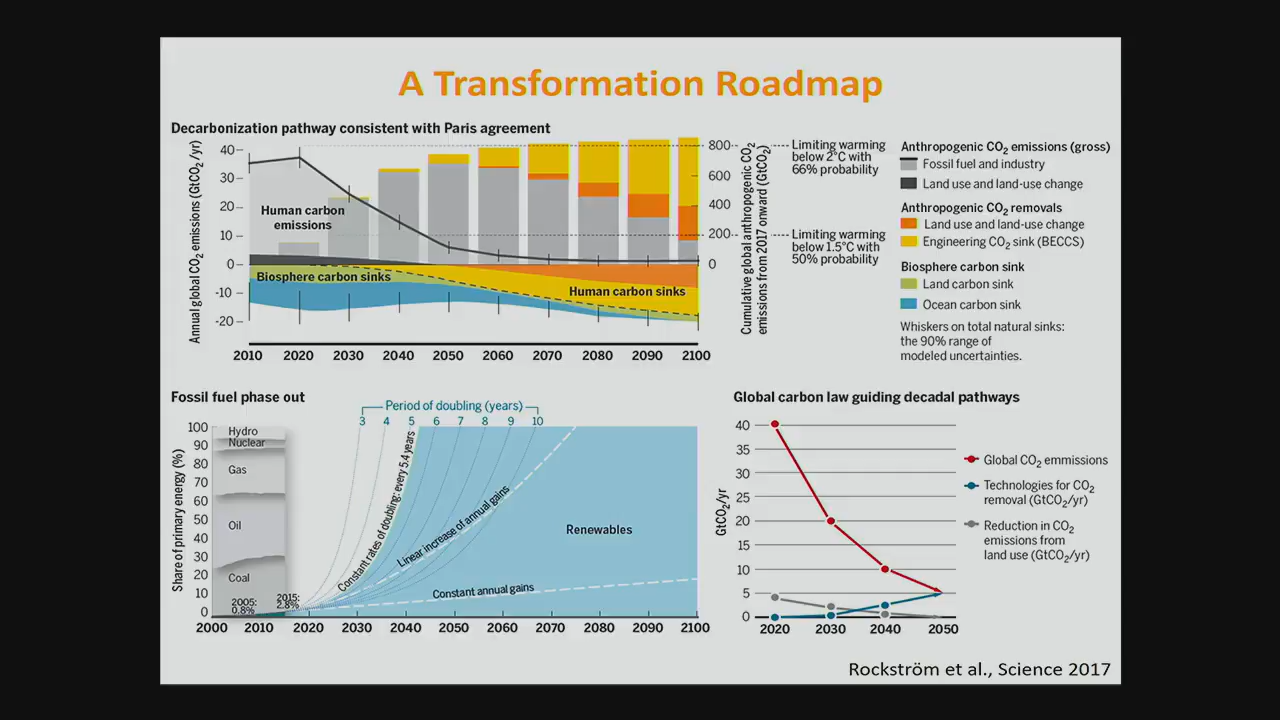 A Transformation Roadmap
Decarbonization pathway consistent with Paris agreement
Annual global CO2 emissions (GtCO2 /yr)
40
30
20
10
0
-10
-20
Human carbon
emissions
Biosphere carbon sinks
Human carbon sinks
2010 2020 2030 2040 2050 2060 2070 2080 2090 2100
800
600
400
200
0
Cumulative global anthropogenic CO2
emissions from 2017 onward (GtCO2)
Limiting warming
below 2°C with
66% probability
Limiting warming
below 1.5°C with
50% probability
Anthropogenic CO2 emissions (gross)
Fossil fuel and industry
Land use and land-use change
Anthropogenic CO2 removals
Land use and land-use change
Engineering CO2 sink (BECCS)
Biosphere carbon sink
Land carbon sink
Ocean carbon sink
Whiskers on total natural sinks:
the 90% range of
modeled uncertainties.
Fossil fuel phase out
Period of doubling (years)
3 4 5 6 7 8 9 10
Share of primary energy (%)
100
90
80
70
60
50
40
30
20
10
0
Hydro
Nuclear
Gas
Oil
Coal
2005:
0.8%
2015:
2.8%
Constant rates of doubling: every 5.4 years
Linear increase of annual gains
Constant annual gains
Renewables
2000 2010 2020 2030 2040 2050 2060 2070 2080 2090 2100
Global carbon law guiding decadal pathways
GtCO2/yr
40
35
30
25
20
15
10
5
0
2020 2030 2040 2050
Global CO2 emmissions
Technologies for CO2
removal (GtCO2/yr)
Reduction in CO2
emissions from
land use (GtCO2/yr)
Rockström et al., Science 2017